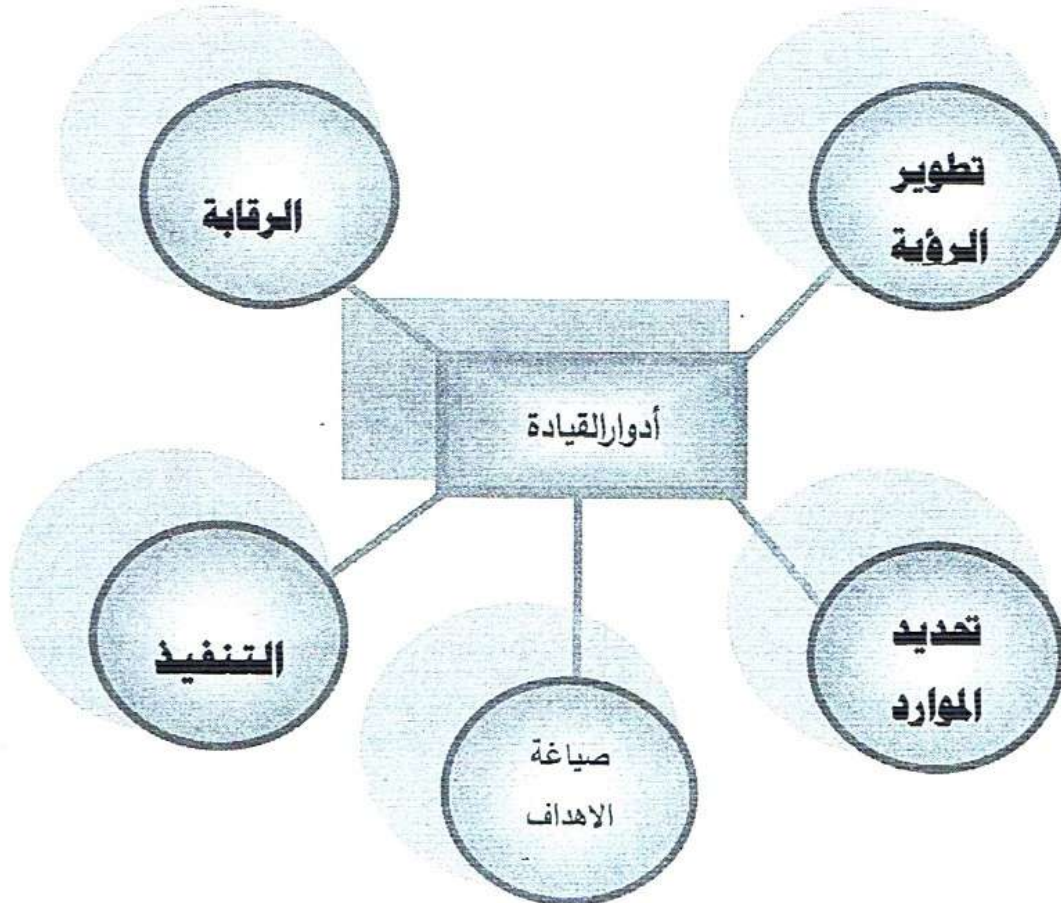 تطوير
الرؤية
الرقابة
أدوارالقيادة
تحديد
الموارد
التنفيذ
صياغة
الاهداف